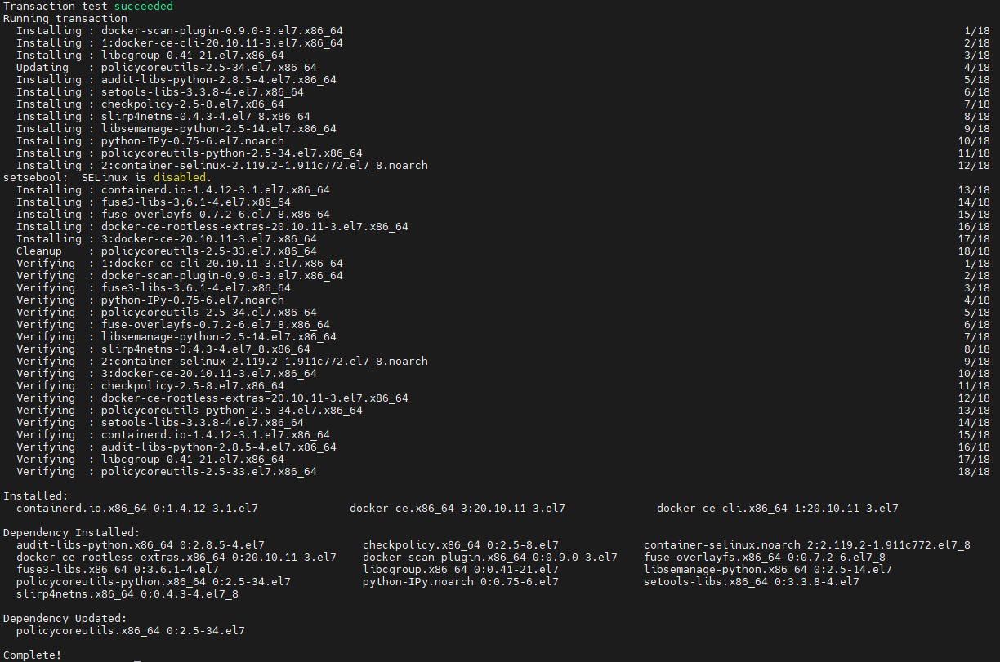 Transaction test succeeded
Running transaction
  Installing : docker-scan-plugin-0.9.0-3.el7.x86_64 1/18
  Installing : 1:docker-ce-cli-20.10.11-3.el7.x86_64 2/18
  Installing : libcgroup-0.41-21.el7.x86_64 3/18
  Updating   : policycoreutils-2.5-34.el7.x86_64 4/18
  Installing : audit-libs-python-2.8.5-4.el7.x86_64 5/18
  Installing : setools-libs-3.3.8-4.el7.x86_64 6/18
  Installing : checkpolicy-2.5-8.el7.x86_64 7/18
  Installing : slirp4netns-0.4.3-4.el7_8.x86_64 8/18
  Installing : libsemanage-python-2.5-14.el7.x86_64 9/18
  Installing : python-IPy-0.75-6.el7.noarch 10/18
  Installing : policycoreutils-python-2.5-34.el7.x86_64 11/18
  Installing : 2:container-selinux-2.119.2-1.911c772.el7_8.noarch 12/18
setsebool:  SELinux is disabled.
  Installing : containerd.io-1.4.12-3.1.el7.x86_64 13/18
  Installing : fuse3-libs-3.6.1-4.el7.x86_64 14/18
  Installing : fuse-overlayfs-0.7.2-6.el7_8.x86_64 15/18
  Installing : docker-ce-rootless-extras-20.10.11-3.el7.x86_64 16/18
  Installing : 3:docker-ce-20.10.11-3.el7.x86_64 17/18
  Cleanup    : policycoreutils-2.5-33.el7.x86_64 18/18
  Verifying  : 1:docker-ce-cli-20.10.11-3.el7.x86_64 1/18
  Verifying  : docker-scan-plugin-0.9.0-3.el7.x86_64 2/18
  Verifying  : fuse3-libs-3.6.1-4.el7.x86_64 3/18
  Verifying  : python-IPy-0.75-6.el7.noarch 4/18
  Verifying  : policycoreutils-2.5-34.el7.x86_64 5/18
  Verifying  : fuse-overlayfs-0.7.2-6.el7_8.x86_64 6/18
  Verifying  : libsemanage-python-2.5-14.el7.x86_64 7/18
  Verifying  : slirp4netns-0.4.3-4.el7_8.x86_64 8/18
  Verifying  : 2:container-selinux-2.119.2-1.911c772.el7_8.noarch 9/18
  Verifying  : 3:docker-ce-20.10.11-3.el7.x86_64 10/18
  Verifying  : checkpolicy-2.5-8.el7.x86_64 11/18
  Verifying  : docker-ce-rootless-extras-20.10.11-3.el7.x86_64 12/18
  Verifying  : policycoreutils-python-2.5-34.el7.x86_64 13/18
  Verifying  : setools-libs-3.3.8-4.el7.x86_64 14/18
  Verifying  : containerd.io-1.4.12-3.1.el7.x86_64 15/18
  Verifying  : audit-libs-python-2.8.5-4.el7.x86_64 16/18
  Verifying  : libcgroup-0.41-21.el7.x86_64 17/18
  Verifying  : policycoreutils-2.5-33.el7.x86_64 18/18

Installed:
  containerd.io.x86_64 0:1.4.12-3.1.el7 docker-ce.x86_64 3:20.10.11-3.el7 docker-ce-cli.x86_64 1:20.10.11-3.el7

Dependency Installed:
  audit-libs-python.x86_64 0:2.8.5-4.el7 checkpolicy.x86_64 0:2.5-8.el7 container-selinux.noarch 2:2.119.2-1.911c772.el7_8
  docker-ce-rootless-extras.x86_64 0:20.10.11-3.el7 docker-scan-plugin.x86_64 0:0.9.0-3.el7 fuse-overlayfs.x86_64 0:0.7.2-6.el7_8
  fuse3-libs.x86_64 0:3.6.1-4.el7 libcgroup.x86_64 0:0.41-21.el7 libsemanage-python.x86_64 0:2.5-14.el7
  policycoreutils-python.x86_64 0:2.5-34.el7 python-IPy.noarch 0:0.75-6.el7 setools-libs.x86_64 0:3.3.8-4.el7
  slirp4netns.x86_64 0:0.4.3-4.el7_8

Dependency Updated:
  policycoreutils.x86_64 0:2.5-34.el7

Complete!